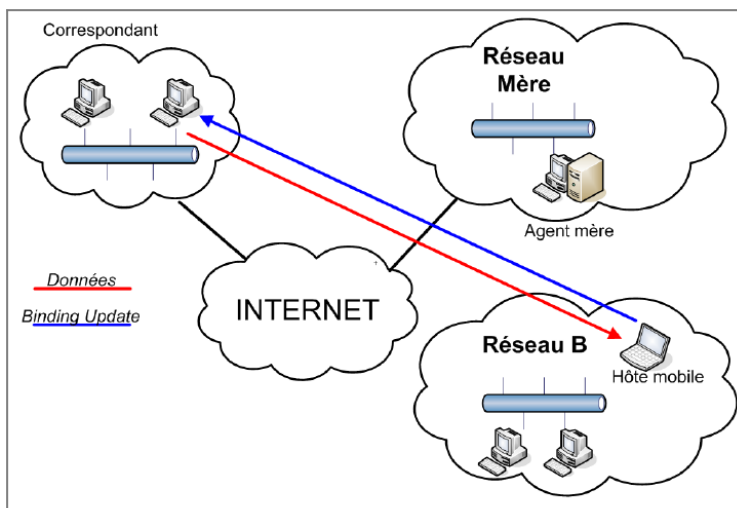 Correspondant
Réseau
Mère
Agent mère
Données
Binding Update
INTERNET
Réseau B
Hôte mobile